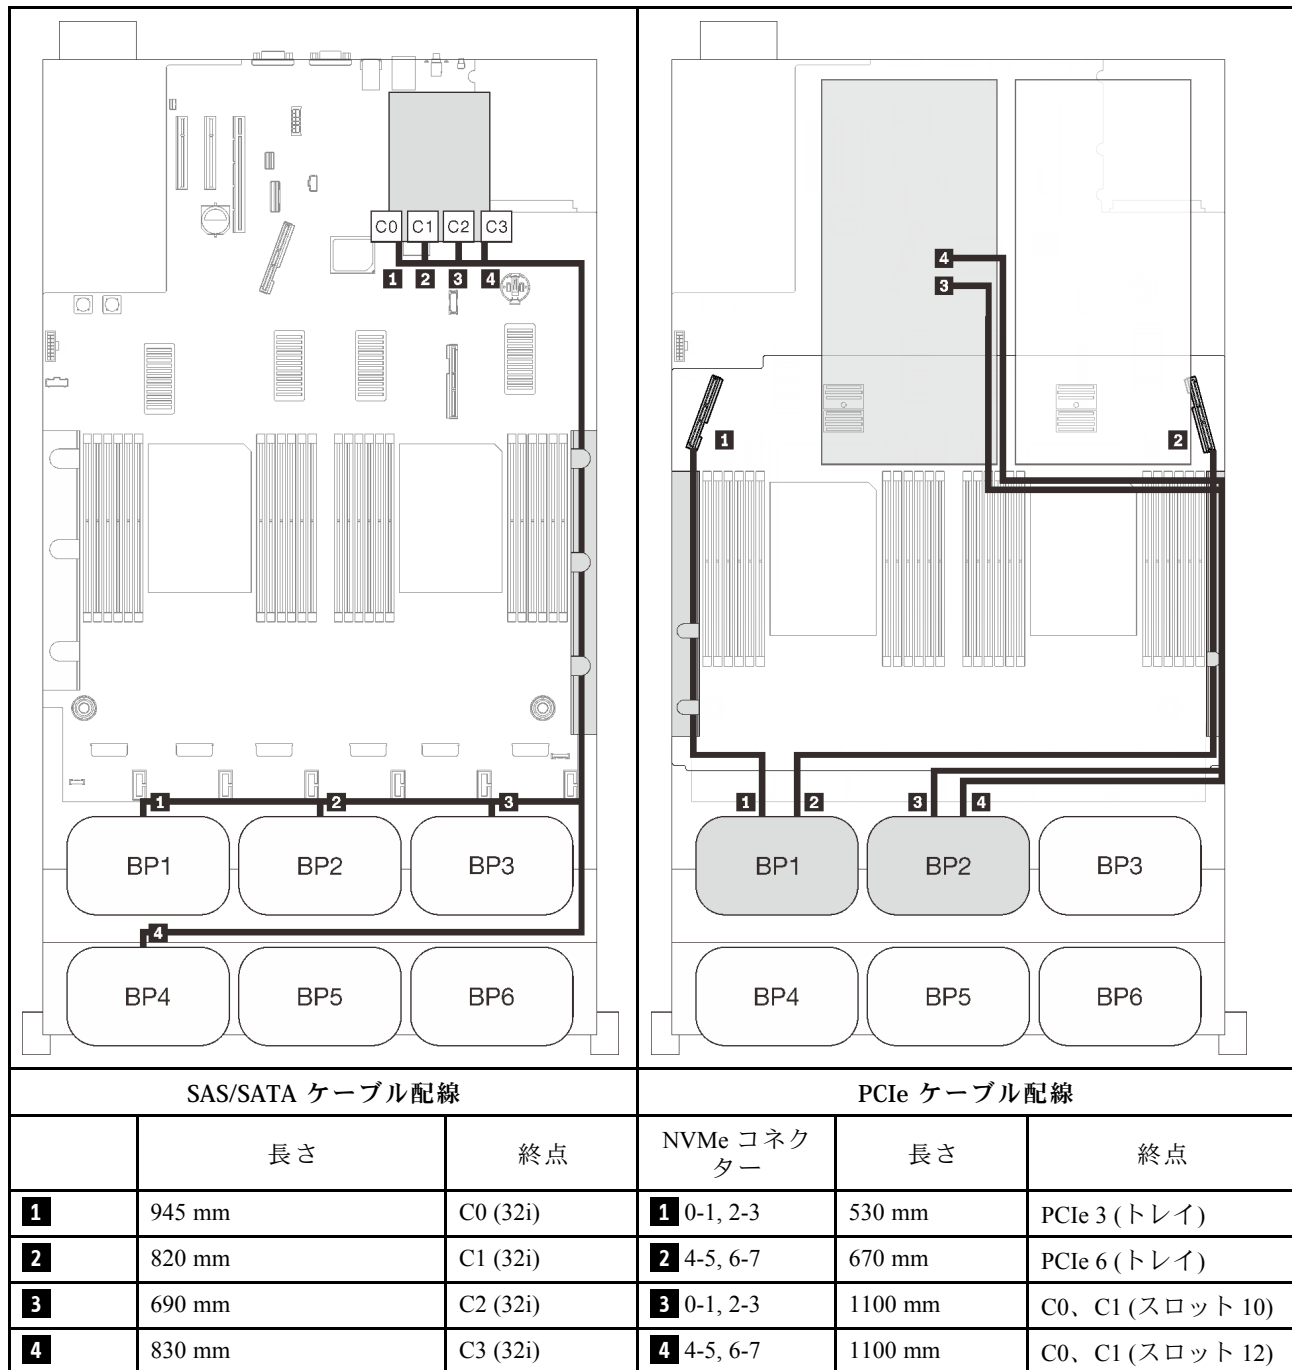 C0 C1 C2 C3
1 2 3 4
1 2 3
BP1 BP2 BP3
4
BP4 BP5 BP6
4
3
1 2
1 2 3 4
BP1 BP2 BP3
BP4 BP5 BP6
SAS/SATA ケーブル配線 PCIe ケーブル配線
長さ 終点 NVMe コネク
ター 長さ 終点
1 945 mm C0 (32i) 1 0-1, 2-3 530 mm PCIe 3 (トレイ)
2 820 mm C1 (32i) 2 4-5, 6-7 670 mm PCIe 6 (トレイ)
3 690 mm C2 (32i) 3 0-1, 2-3 1100 mm C0、C1 (スロット 10)
4 830 mm C3 (32i) 4 4-5, 6-7 1100 mm C0、C1 (スロット 12)